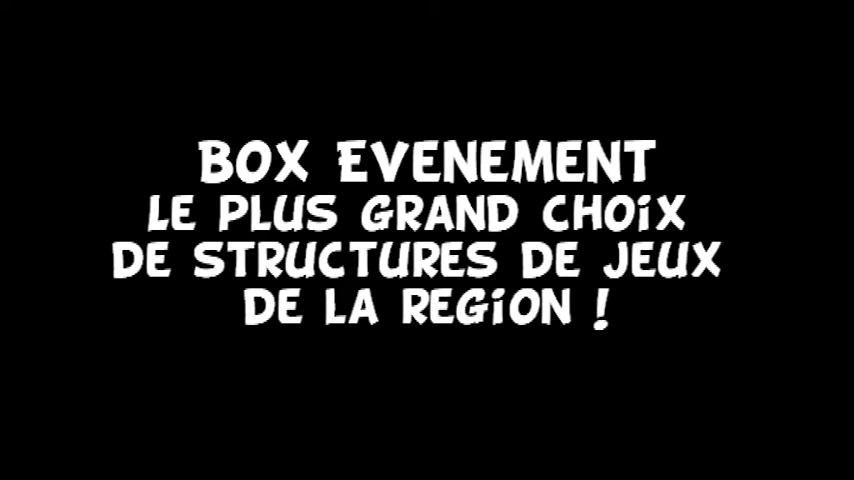 BOX EVENEMENT
LE PLUS GRAND CHOIX
DE STRUCTURES DE JEUX
DE LA REGION !